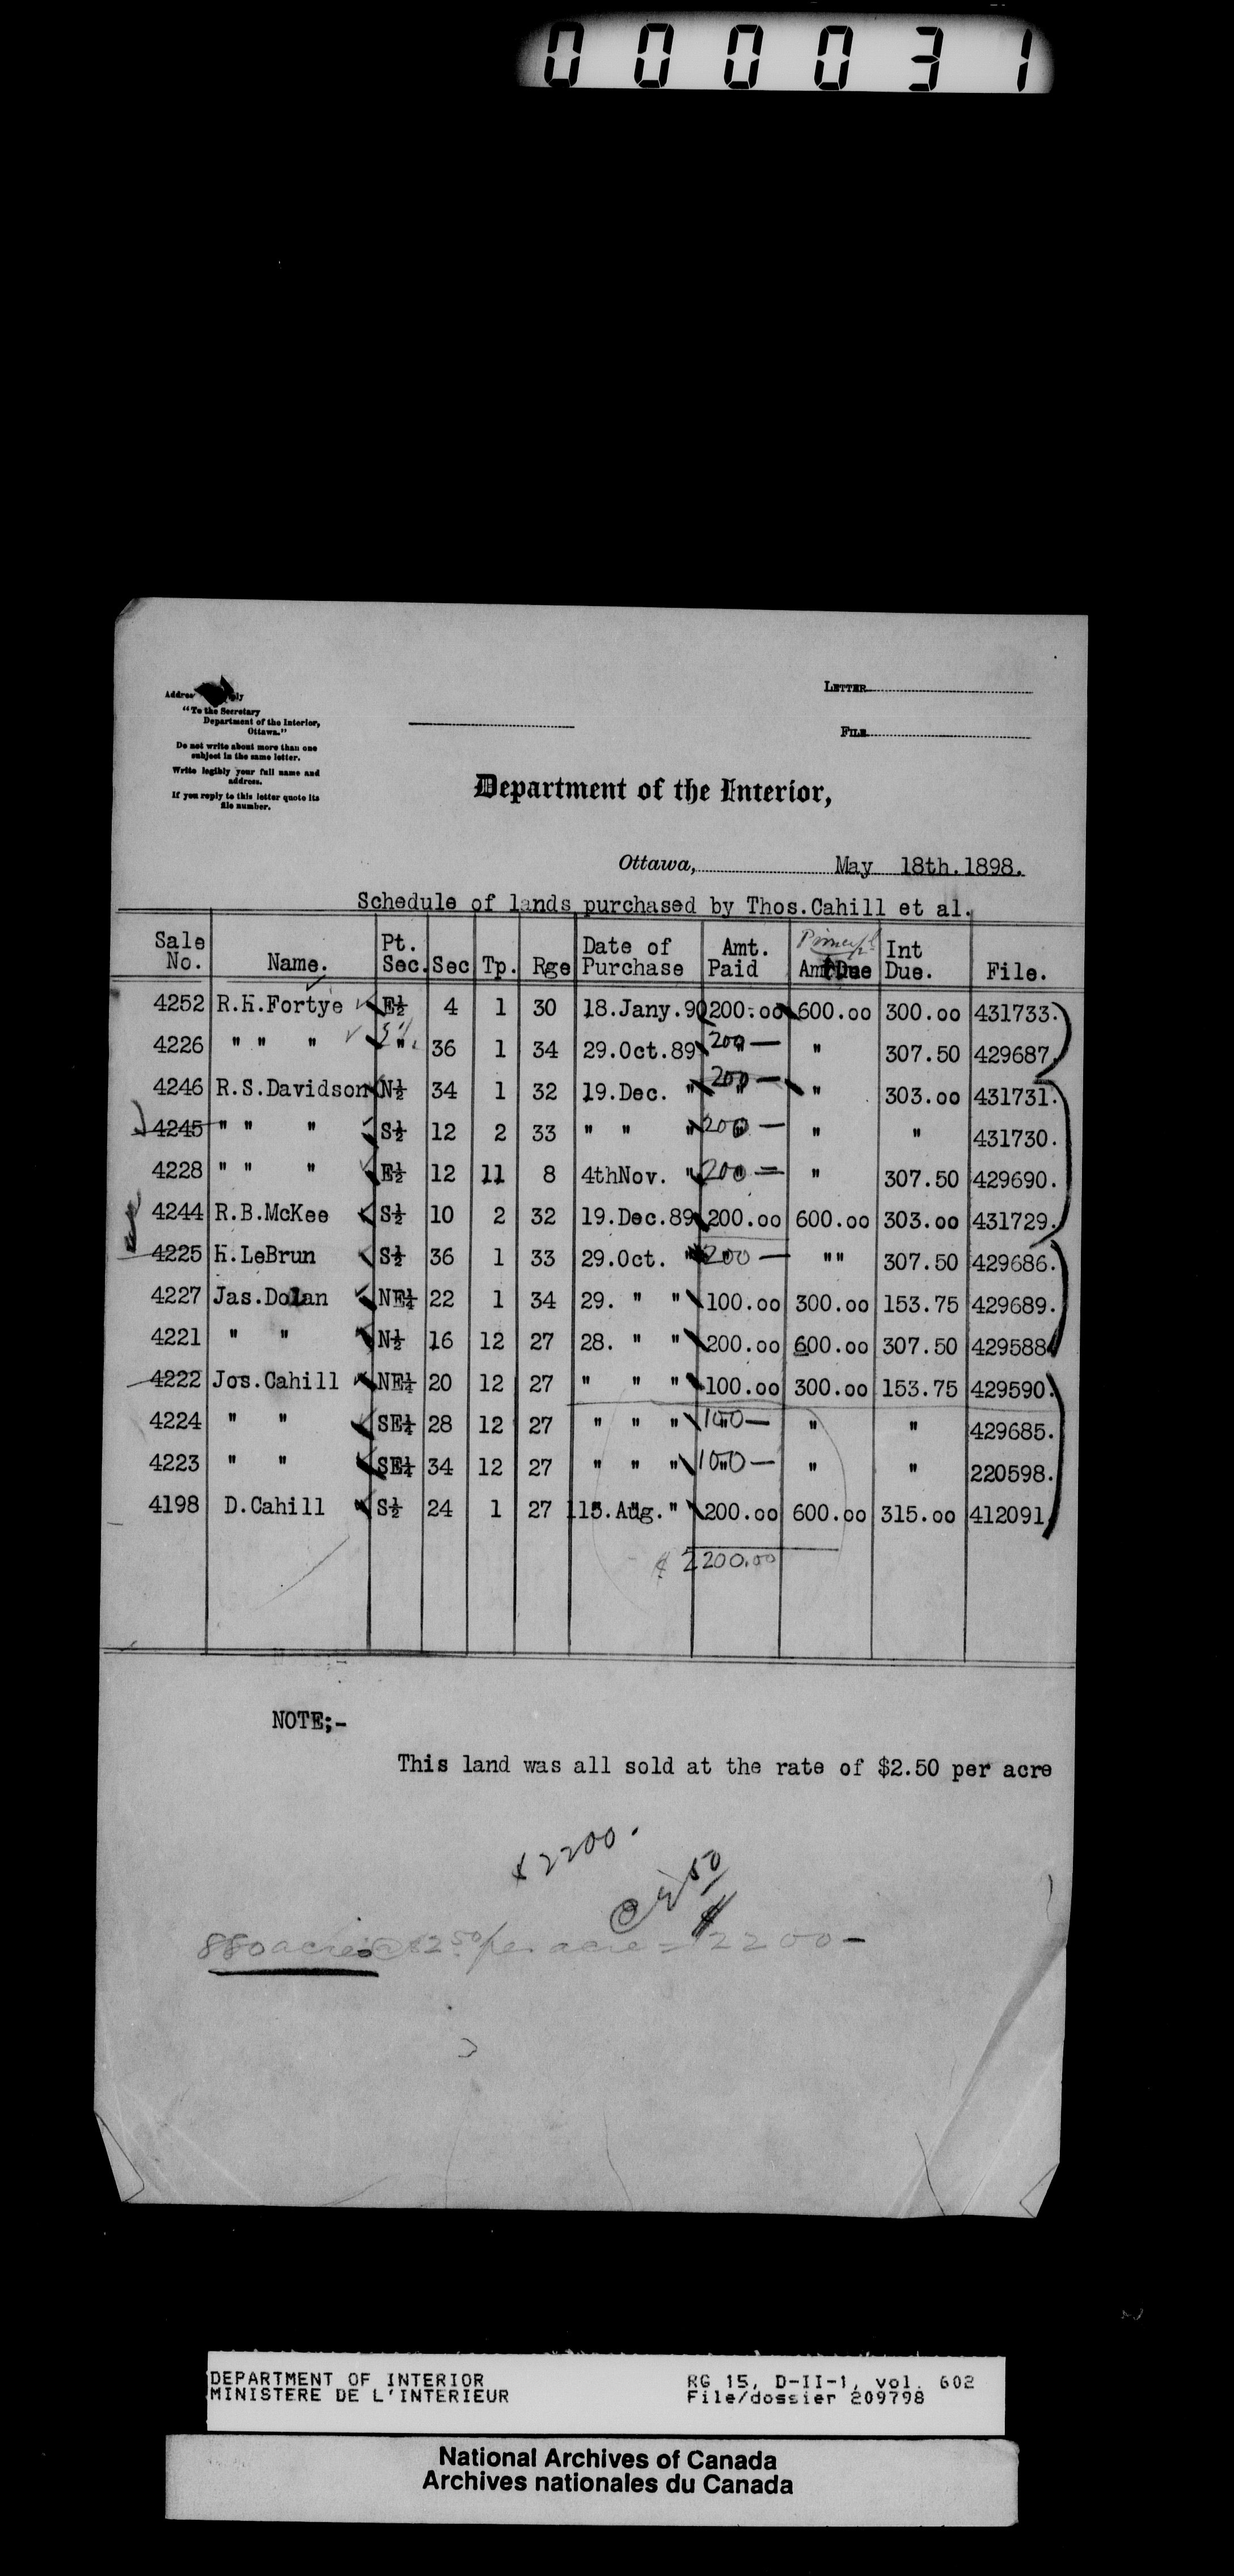 000031
LETTER
Address
"To the Secretary
Department of the Interior,
Ottawa."
FILE
Do not write about more than one
subject in the same letter.
Write legibly your full name and
address.
If you reply to this letter quote its
file number.
Department of the Interior,
Ottawa, May 18th.1898.
Schedule of lands purchased by Thos.Cahill et al.
Sale No. Name. Pt. Sec. Sec Tp. Rge Date of Purchase Amt. Paid Amt Due Int Due. File.
4252 R.H.Fortye E½ 4 1 30 18.Jany.90 200.00 600.00 300.00 431733.
4226 " " " " 36 1 34 29.Oct.89 200 — " 307.50 429687.
4246 R.S.Davidson N½ 34 1 32 19.Dec. " 200 — " 303.00 431731.
4245 " " " S½ 12 2 33 " " " 200 — " " 431730.
4228 " " " E½ 12 11 8 4thNov. " 200 = " 307.50 429690.
4244 R.B.McKee S½ 10 2 32 19.Dec.89 200.00 600.00 303.00 431729.
4225 H.LeBrun S½ 36 1 33 29.Oct. " 200 — "" 307.50 429686.
4227 Jas.Dolan NE¼ 22 1 34 29. " " 100.00 300.00 153.75 429689.
4221 " " N½ 16 12 27 28. " " 200.00 600.00 307.50 429588
4222 Jos.Cahill NE¼ 20 12 27 " " " 100.00 300.00 153.75 429590.
4224 " " SE¼ 28 12 27 " " " 100 — " " 429685.
4223 " " SE¼ 34 12 27 " " " 100 — " " 220598.
4198 D.Cahill S½ 24 1 27 15.Aug." 200.00 600.00 315.00 412091.
$2200.00
NOTE;-
This land was all sold at the rate of $2.50 per acre
$2200.
@ 2 50
880 acres @ $2.50/per acre = $2200 —
DEPARTMENT OF INTERIOR
MINISTERE DE L'INTERIEUR
RG 15, D-II-1, vol. 602
File/dossier 209798
National Archives of Canada
Archives nationales du Canada